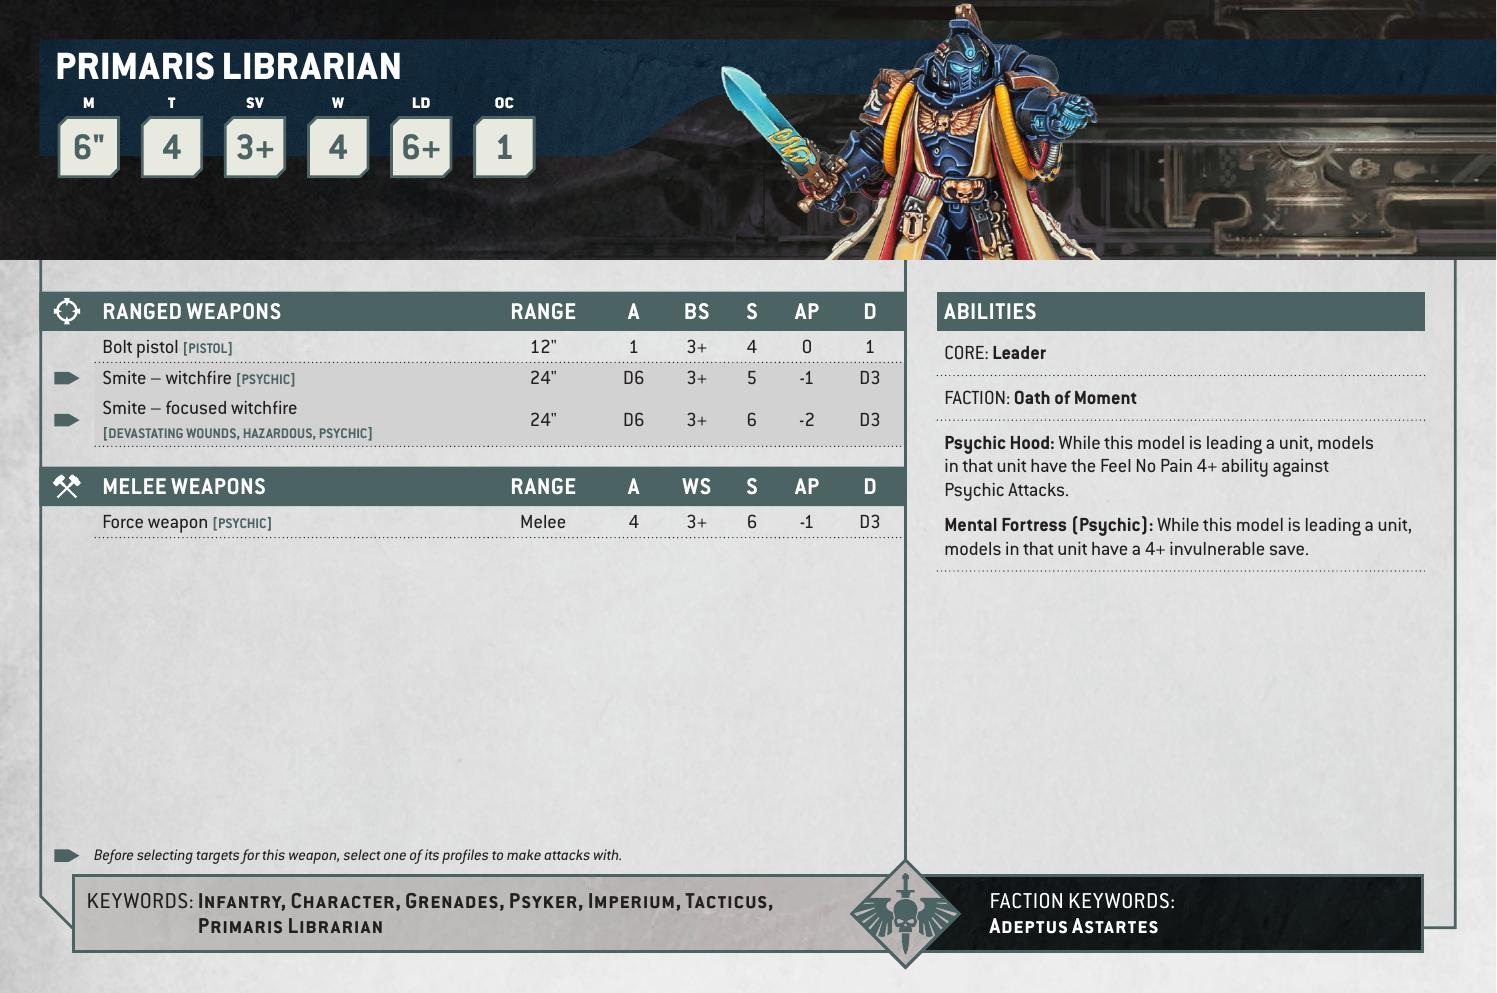 PRIMARIS LIBRARIAN
M T SV W LD OC
6" 4 3+ 4 6+ 1
RANGED WEAPONS RANGE A BS S AP D
Bolt pistol [PISTOL] 12" 1 3+ 4 0 1
Smite – witchfire [PSYCHIC] 24" D6 3+ 5 -1 D3
Smite – focused witchfire
[DEVASTATING WOUNDS, HAZARDOUS, PSYCHIC] 24" D6 3+ 6 -2 D3
MELEE WEAPONS RANGE A WS S AP D
Force weapon [PSYCHIC] Melee 4 3+ 6 -1 D3
Before selecting targets for this weapon, select one of its profiles to make attacks with.
ABILITIES
CORE: Leader
FACTION: Oath of Moment
Psychic Hood: While this model is leading a unit, models
in that unit have the Feel No Pain 4+ ability against
Psychic Attacks.
Mental Fortress (Psychic): While this model is leading a unit,
models in that unit have a 4+ invulnerable save.
KEYWORDS: INFANTRY, CHARACTER, GRENADES, PSYKER, IMPERIUM, TACTICUS,
PRIMARIS LIBRARIAN
FACTION KEYWORDS:
ADEPTUS ASTARTES